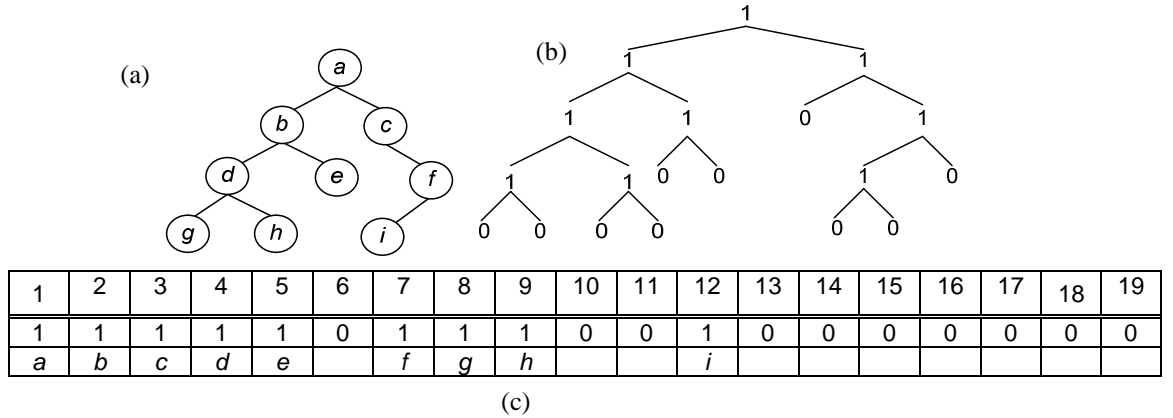 1
(b)
(a)
a
1 1
b c
1 1 0 1
d e f
1 1 0 0 1 0
g h i
0 0 0 0 0 0
1 2 3 4 5 6 7 8 9 10 11 12 13 14 15 16 17 18 19
1 1 1 1 1 0 1 1 1 0 0 1 0 0 0 0 0 0 0
a b c d e f g h i
(c)